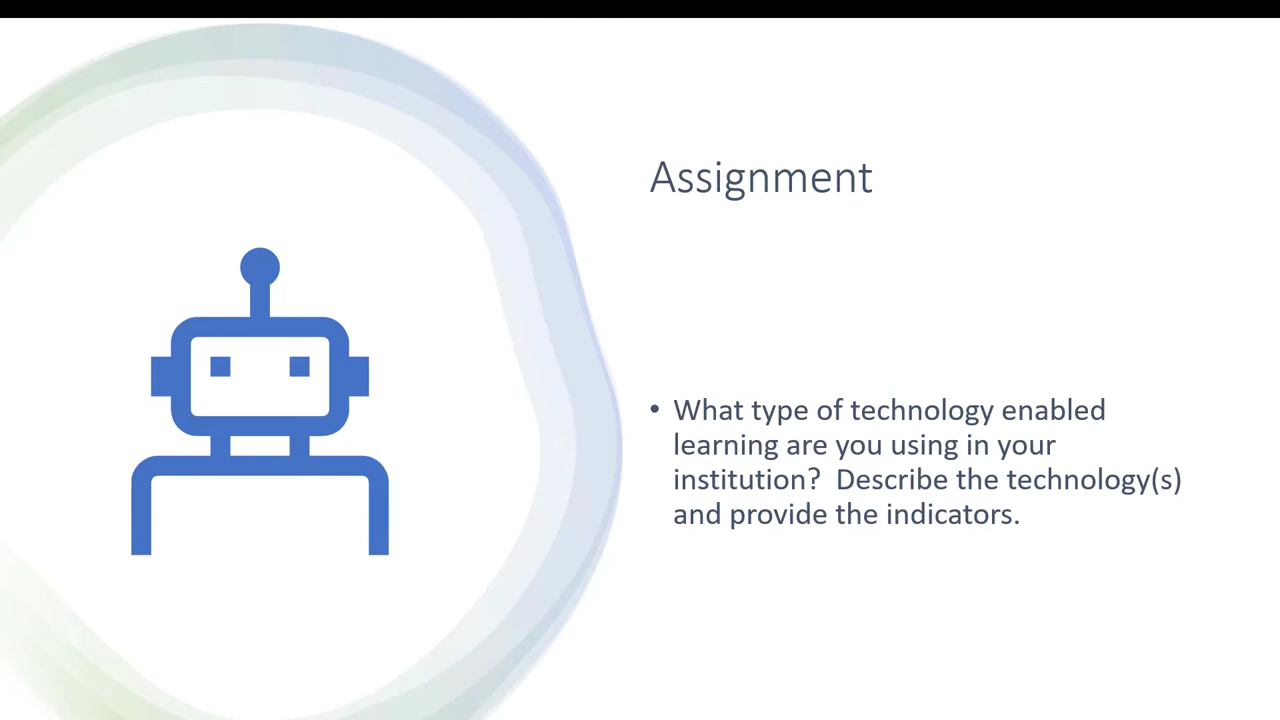 Assignment
• What type of technology enabled
learning are you using in your
institution?  Describe the technology(s)
and provide the indicators.